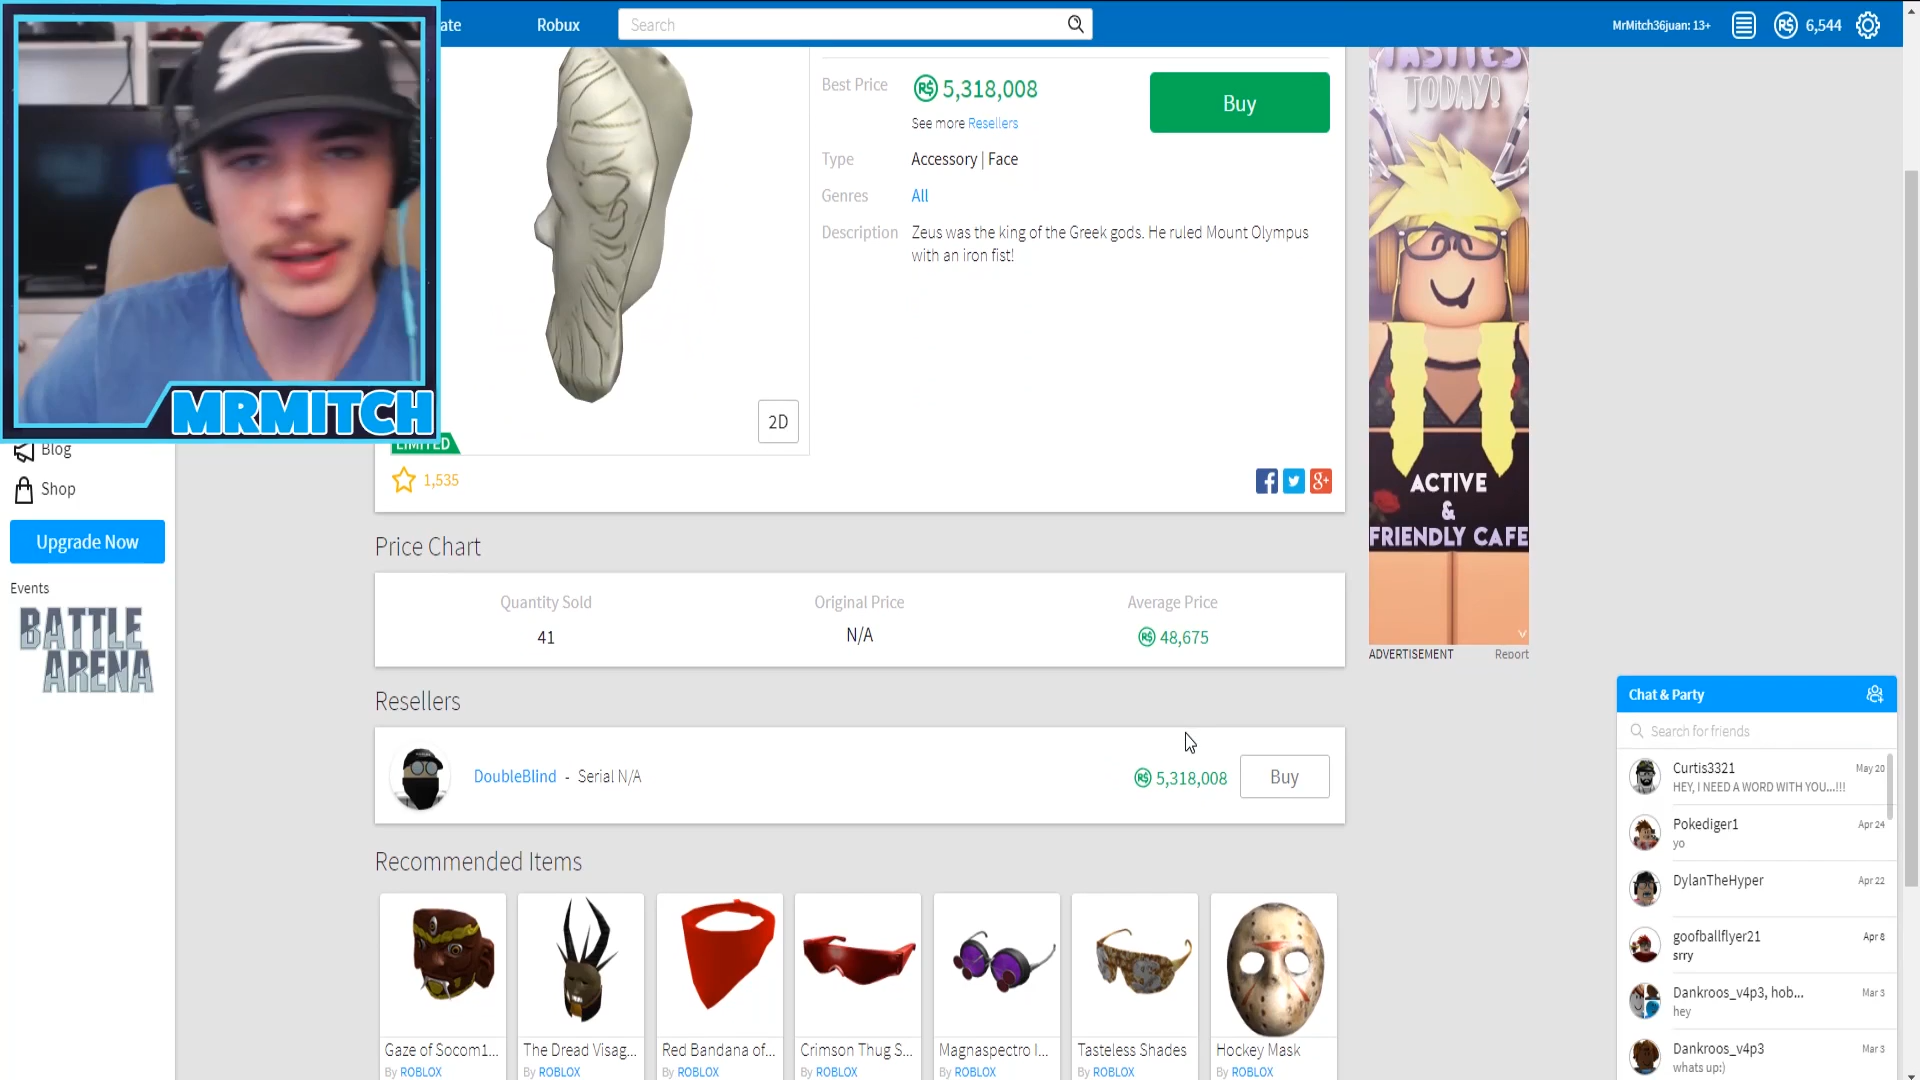 ate
Robux
Search
MrMitch36juan: 13+
6,544
MRMITCH
Best Price
R$ 5,318,008
Buy
See more Resellers
Type
Accessory | Face
Genres
All
Description
Zeus was the king of the Greek gods. He ruled Mount Olympus
with an iron fist!
2D
LIMITED
1,535
Blog
Shop
Upgrade Now
Events
BATTLE
ARENA
Price Chart
Quantity Sold
41
Original Price
N/A
Average Price
R$ 48,675
Resellers
DoubleBlind - Serial N/A
R$ 5,318,008
Buy
Recommended Items
Gaze of Socom1...
By ROBLOX
The Dread Visag...
By ROBLOX
Red Bandana of...
By ROBLOX
Crimson Thug S...
By ROBLOX
Magnaspectro I...
By ROBLOX
Tasteless Shades
By ROBLOX
Hockey Mask
By ROBLOX
TASTIES
TODAY!
ACTIVE
&
FRIENDLY CAFE
ADVERTISEMENT
Report
Chat & Party
Search for friends
Curtis3321
May 20
HEY, I NEED A WORD WITH YOU...!!!
Pokediger1
Apr 24
yo
DylanTheHyper
Apr 22
goofballflyer21
Apr 8
srry
Dankroos_v4p3, hob...
Mar 3
hey
Dankroos_v4p3
Mar 3
whats up:)